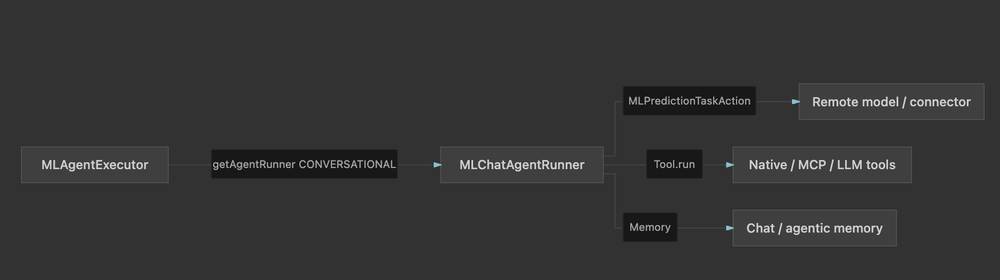 MLAgentExecutor
getAgentRunner CONVERSATIONAL
MLChatAgentRunner
MLPredictionTaskAction
Remote model / connector
Tool.run
Native / MCP / LLM tools
Memory
Chat / agentic memory